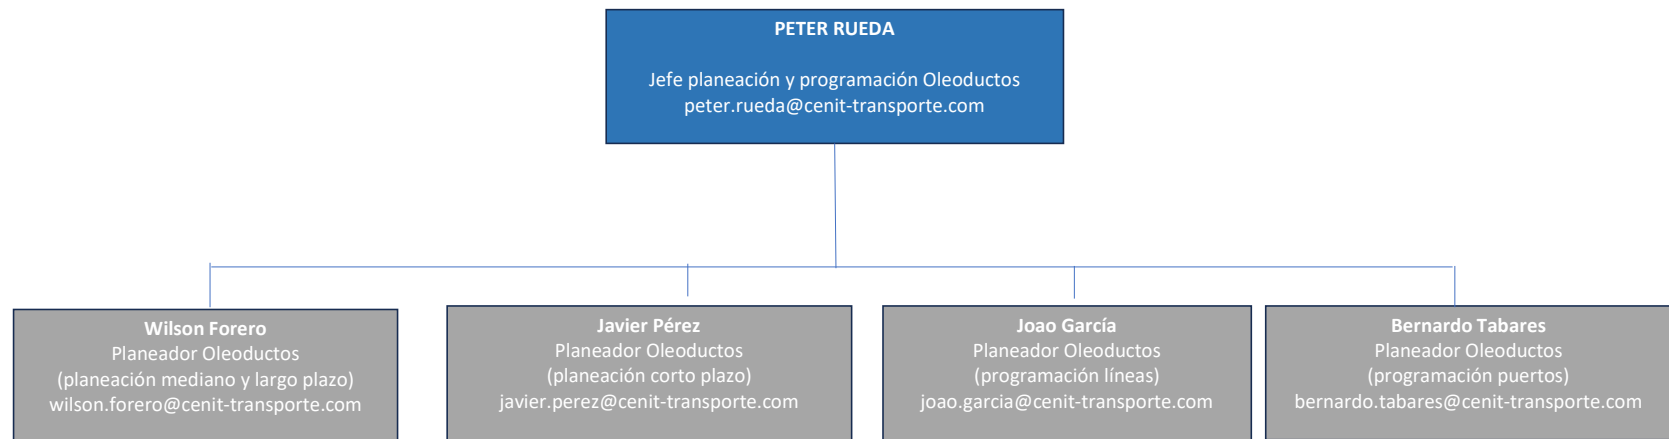 PETER RUEDA
Jefe planeación y programación Oleoductos
peter.rueda@cenit-transporte.com
Wilson Forero
Planeador Oleoductos
(planeación mediano y largo plazo)
wilson.forero@cenit-transporte.com
Javier Pérez
Planeador Oleoductos
(planeación corto plazo)
javier.perez@cenit-transporte.com
Joao García
Planeador Oleoductos
(programación líneas)
joao.garcia@cenit-transporte.com
Bernardo Tabares
Planeador Oleoductos
(programación puertos)
bernardo.tabares@cenit-transporte.com